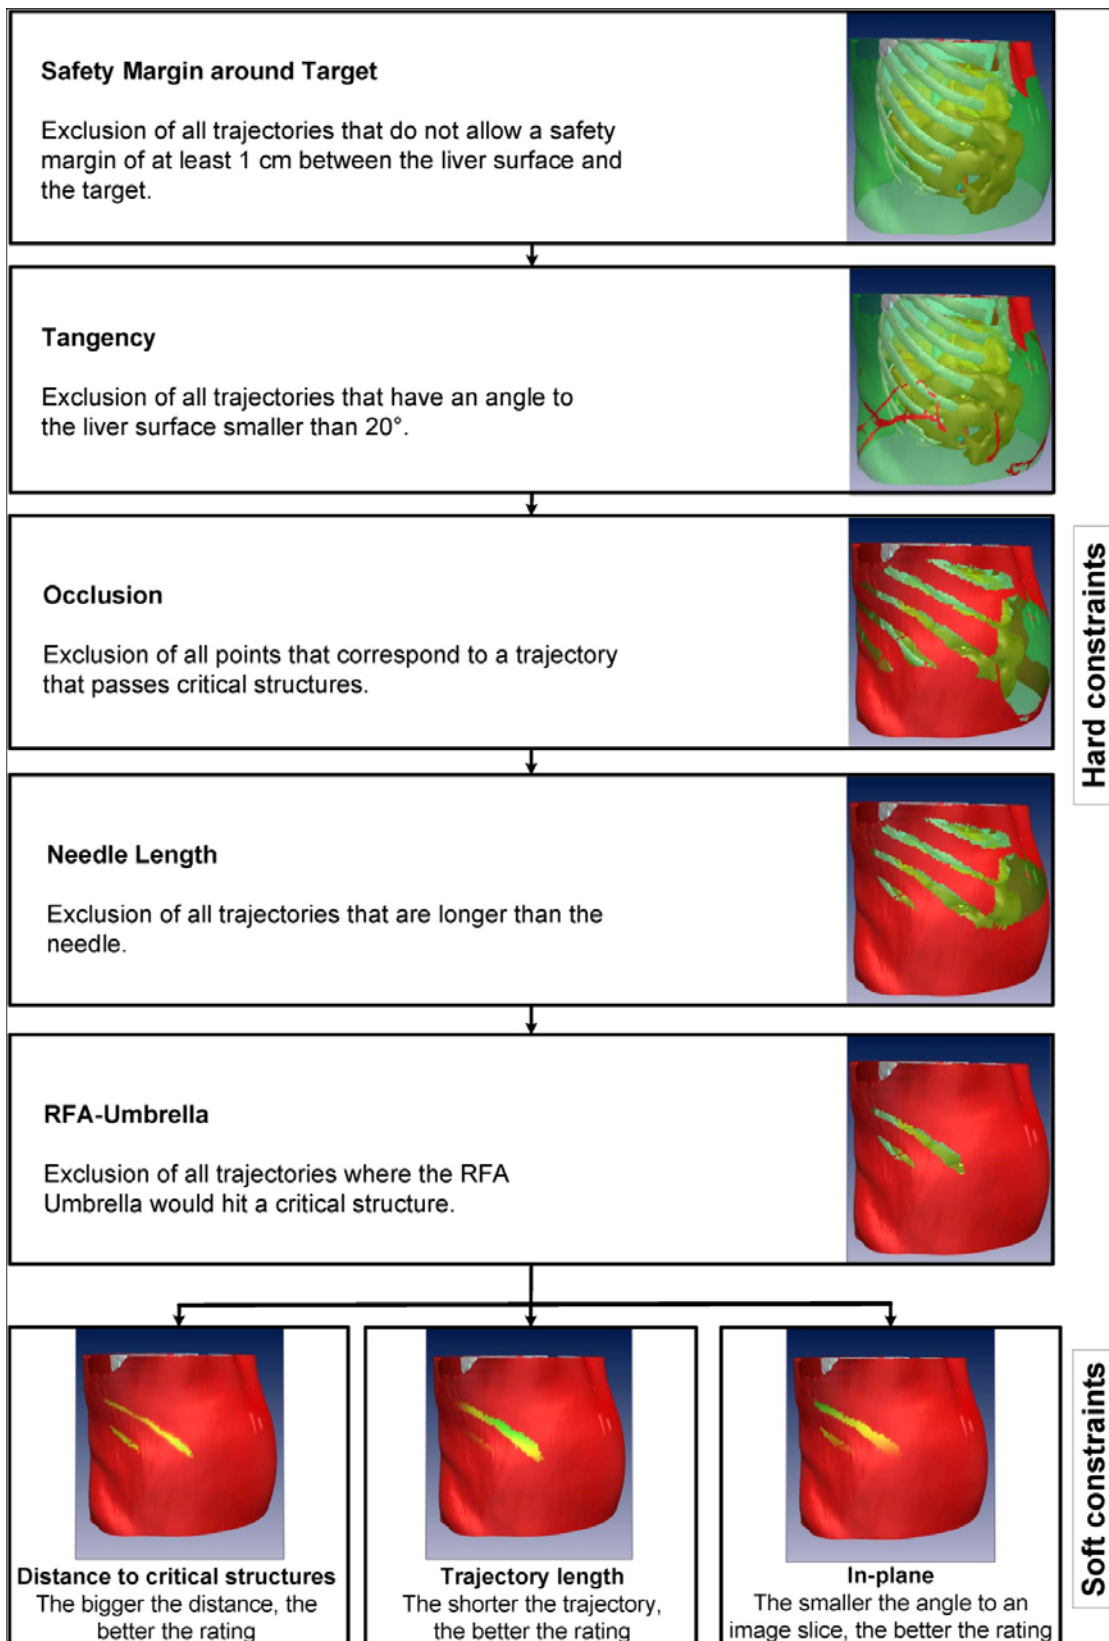 Safety Margin around Target
Exclusion of all trajectories that do not allow a safety
margin of at least 1 cm between the liver surface and
the target.
Tangency
Exclusion of all trajectories that have an angle to
the liver surface smaller than 20°.
Occlusion
Exclusion of all points that correspond to a trajectory
that passes critical structures.
Needle Length
Exclusion of all trajectories that are longer than the
needle.
RFA-Umbrella
Exclusion of all trajectories where the RFA
Umbrella would hit a critical structure.
Hard constraints
Distance to critical structures
The bigger the distance, the
better the rating
Trajectory length
The shorter the trajectory,
the better the rating
In-plane
The smaller the angle to an
image slice, the better the rating
Soft constraints